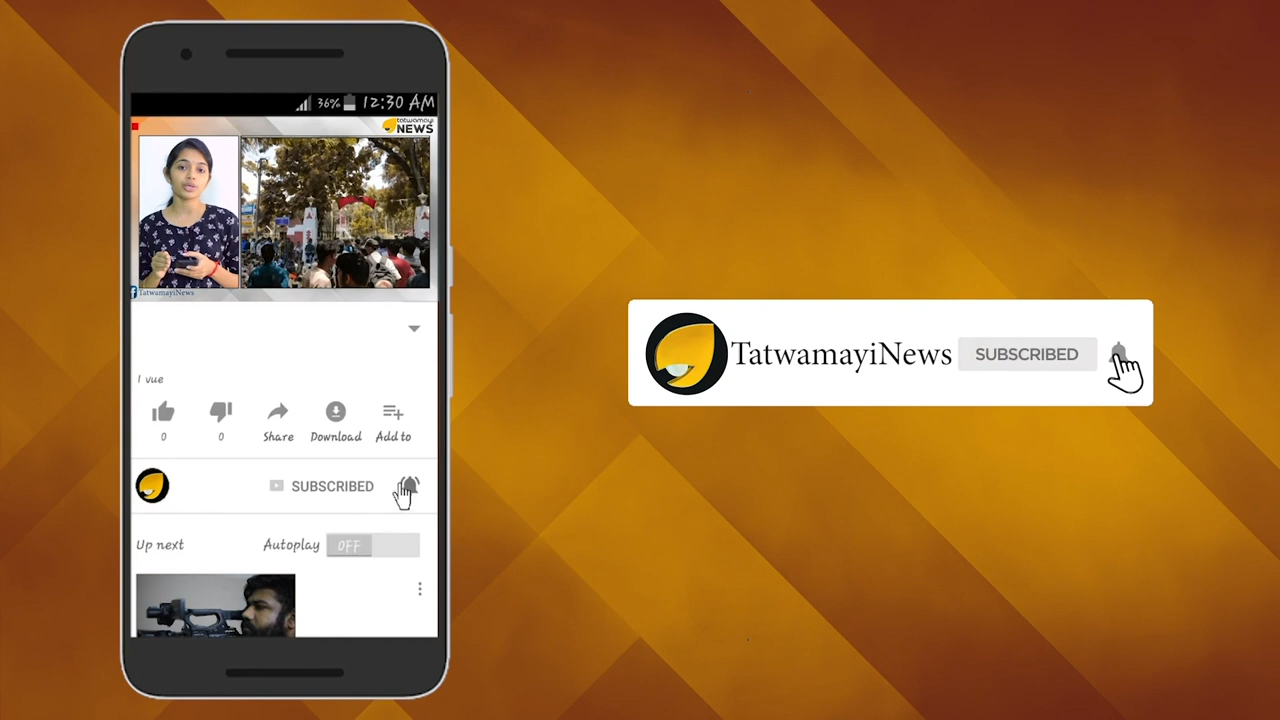 36% 12:30 AM
tatwamayi
NEWS
TatwamayiNews
1 vue
0 0 Share Download Add to
SUBSCRIBED
Up next Autoplay OFF
TatwamayiNews SUBSCRIBED